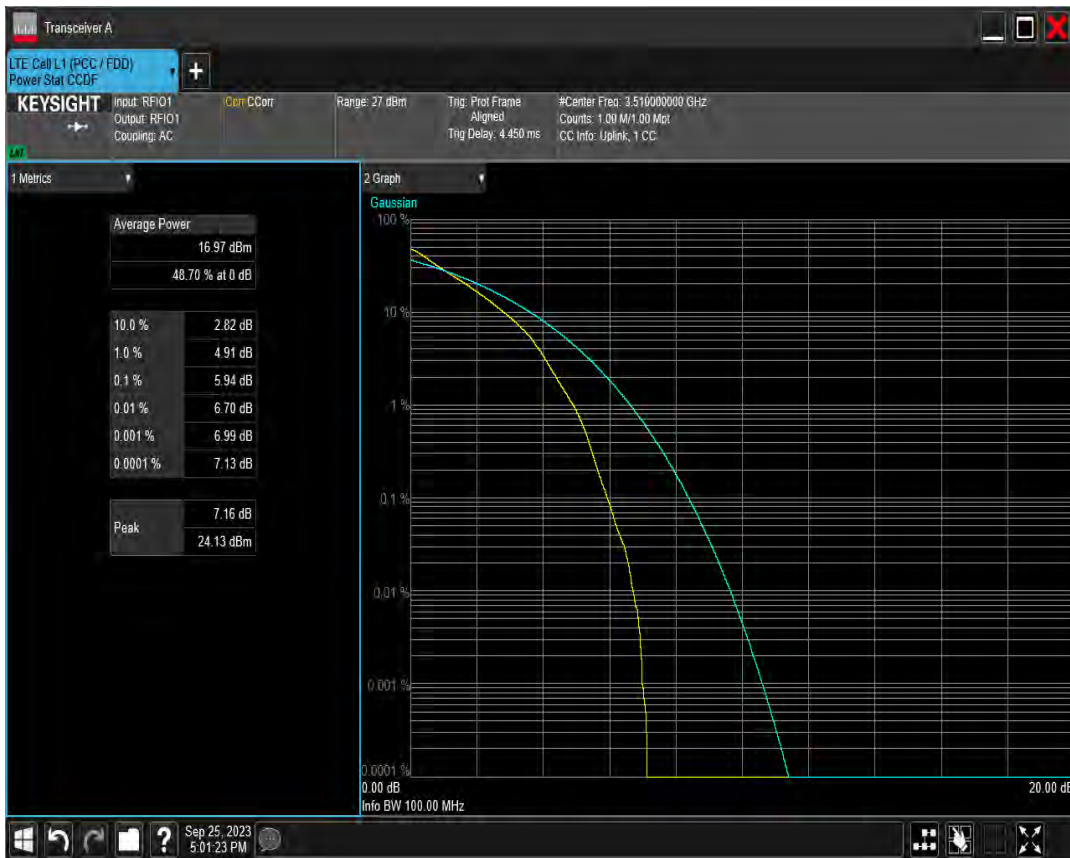 Transceiver A
LTE Cell L1 (PCC / FDD)
Power Stat CCDF
+
KEYSIGHT
Input: RFIO1
Output: RFIO1
Coupling: AC
Corr CCorr
Range: 27 dBm
Trig: Prot Frame
Aligned
Trig Delay: 4.450 ms
#Center Freq: 3.510000000 GHz
Counts: 1.00 M/1.00 Mpt
CC Info: Uplink, 1 CC
LXI
1 Metrics
Average Power
16.97 dBm
48.70 % at 0 dB
10.0 % 2.82 dB
1.0 % 4.91 dB
0.1 % 5.94 dB
0.01 % 6.70 dB
0.001 % 6.99 dB
0.0001 % 7.13 dB
Peak
7.16 dB
24.13 dBm
2 Graph
Gaussian
100 %
10 %
1 %
0.1 %
0.01 %
0.001 %
0.0001 %
0.00 dB
20.00 dB
Info BW 100.00 MHz
?
Sep 25, 2023
5:01:23 PM